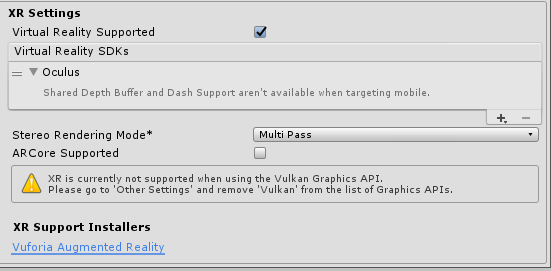 XR Settings
Virtual Reality Supported
Virtual Reality SDKs
Oculus
Shared Depth Buffer and Dash Support aren't available when targeting mobile.
Stereo Rendering Mode*
Multi Pass
ARCore Supported
XR is currently not supported when using the Vulkan Graphics API.
Please go to 'Other Settings' and remove 'Vulkan' from the list of Graphics APIs.
XR Support Installers
Vuforia Augmented Reality